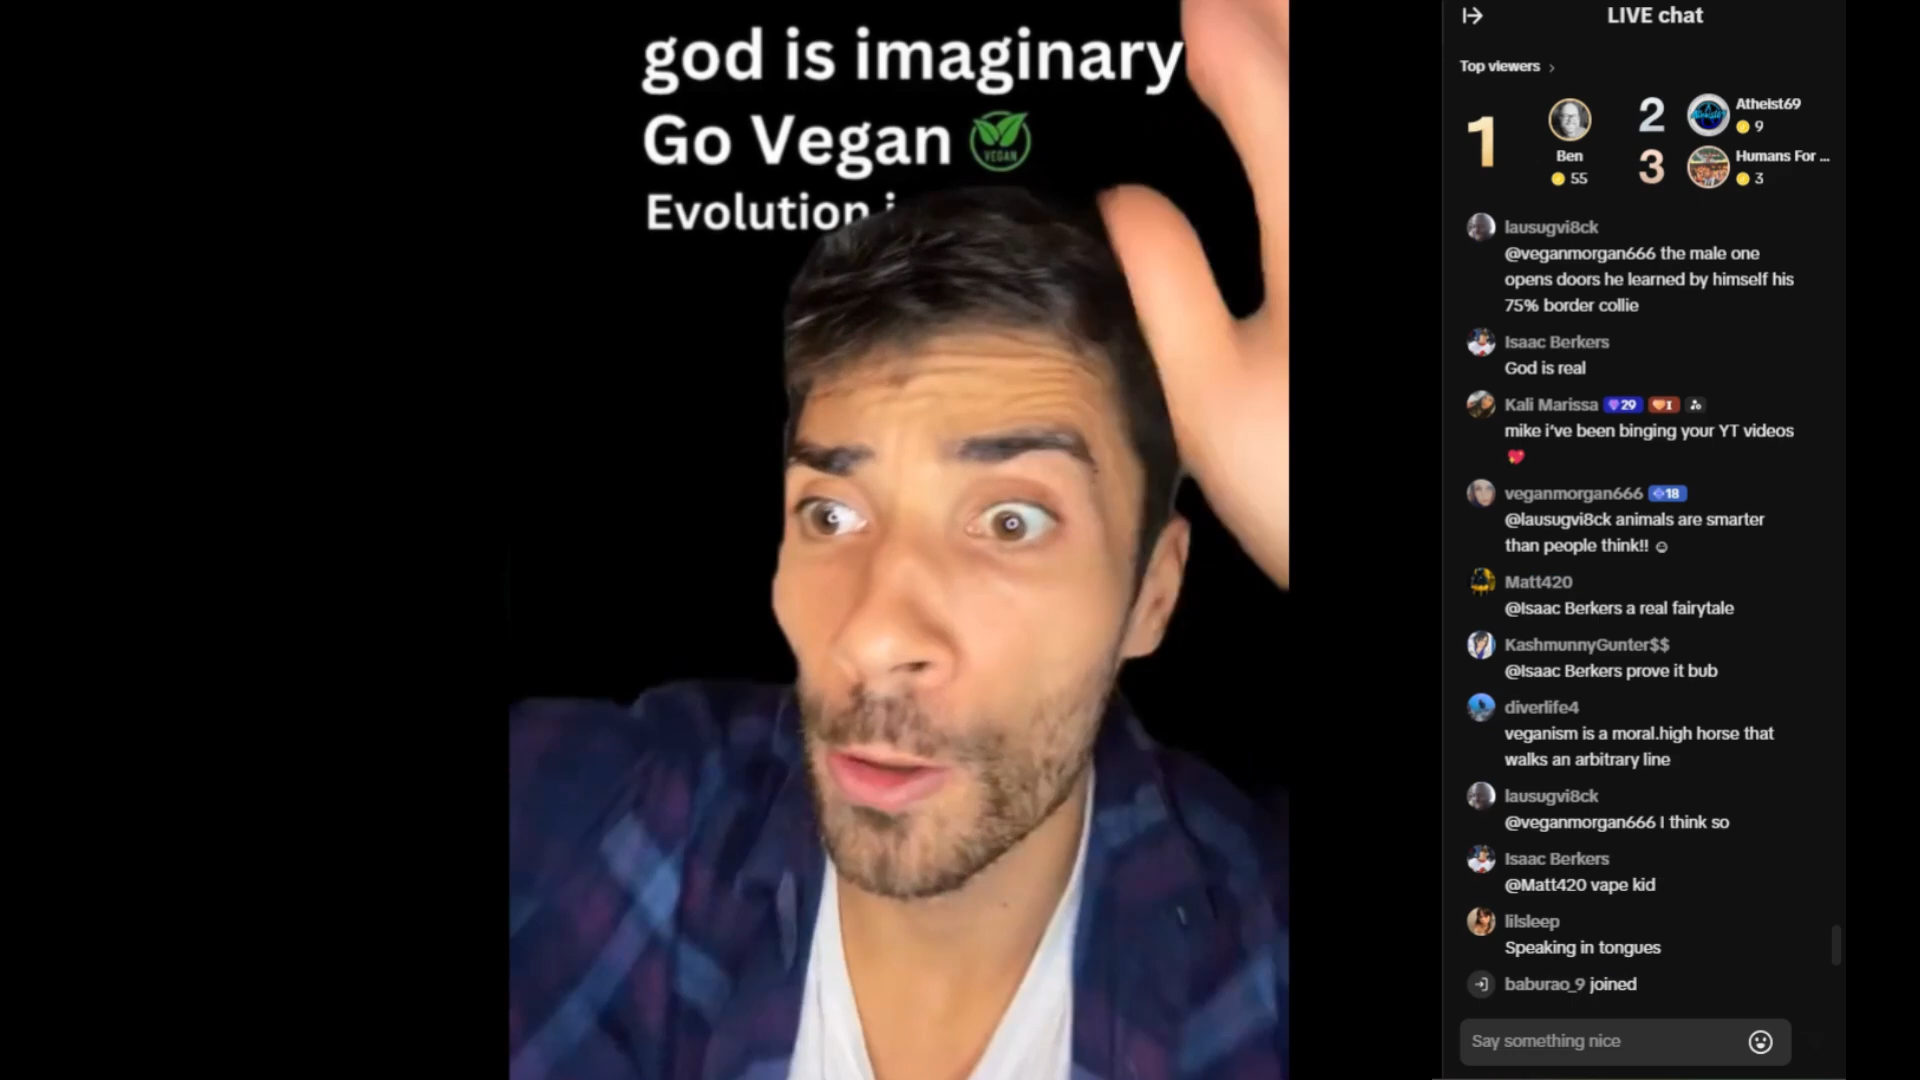 god is imaginary
Go Vegan
VEGAN
Evolution i
LIVE chat
Top viewers
1
Ben
55
2
Atheist69
9
3
Humans For ...
3
lausugvi8ck
@veganmorgan666 the male one
opens doors he learned by himself his
75% border collie
Isaac Berkers
God is real
Kali Marissa 29 I
mike i've been binging your YT videos
veganmorgan666 18
@lausugvi8ck animals are smarter
than people think!!
Matt420
@Isaac Berkers a real fairytale
KashmunnyGunter$$
@Isaac Berkers prove it bub
diverlife4
veganism is a moral.high horse that
walks an arbitrary line
lausugvi8ck
@veganmorgan666 I think so
Isaac Berkers
@Matt420 vape kid
lilsleep
Speaking in tongues
baburao_9 joined
Say something nice